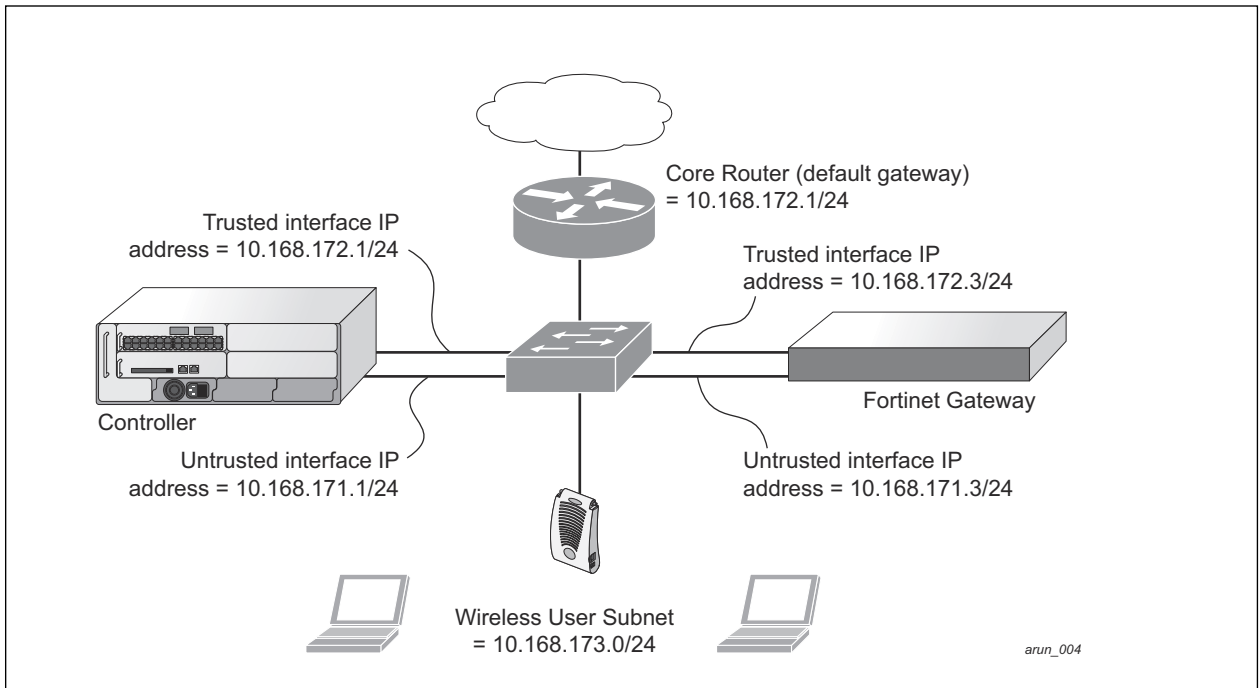 Core Router (default gateway)
= 10.168.172.1/24
Trusted interface IP
address = 10.168.172.1/24
Trusted interface IP
address = 10.168.172.3/24
Controller
Fortinet Gateway
Untrusted interface IP
address = 10.168.171.1/24
Untrusted interface IP
address = 10.168.171.3/24
Wireless User Subnet
= 10.168.173.0/24
arun_004